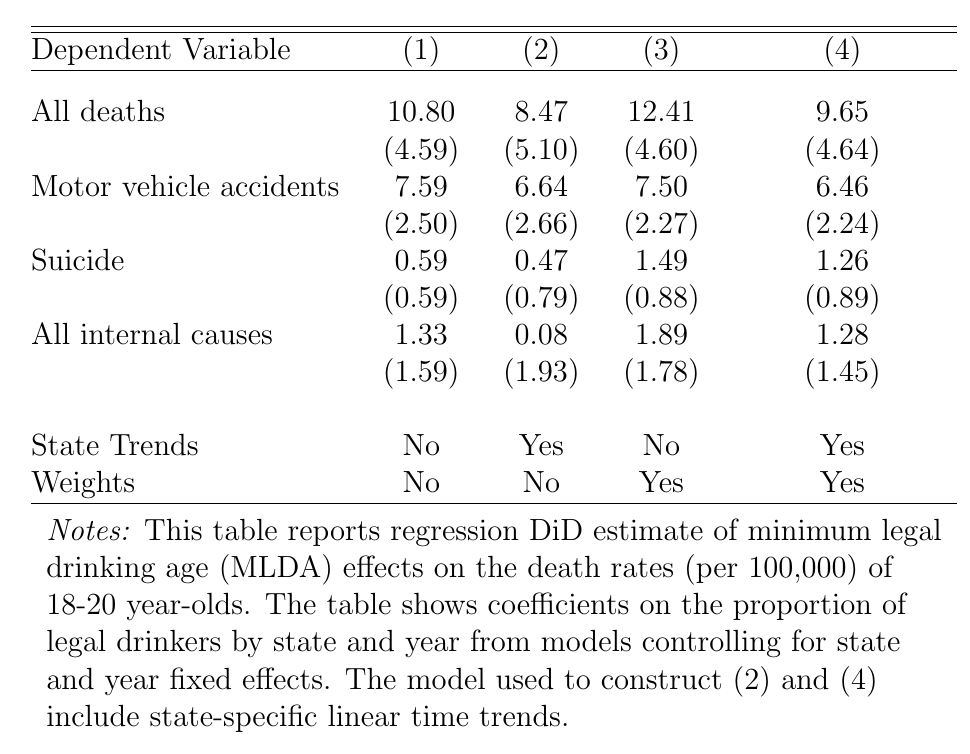 Dependent Variable (1) (2) (3) (4)
All deaths 10.80 8.47 12.41 9.65
(4.59) (5.10) (4.60) (4.64)
Motor vehicle accidents 7.59 6.64 7.50 6.46
(2.50) (2.66) (2.27) (2.24)
Suicide 0.59 0.47 1.49 1.26
(0.59) (0.79) (0.88) (0.89)
All internal causes 1.33 0.08 1.89 1.28
(1.59) (1.93) (1.78) (1.45)
State Trends No Yes No Yes
Weights No No Yes Yes
Notes: This table reports regression DiD estimate of minimum legal
drinking age (MLDA) effects on the death rates (per 100,000) of
18-20 year-olds. The table shows coefficients on the proportion of
legal drinkers by state and year from models controlling for state
and year fixed effects. The model used to construct (2) and (4)
include state-specific linear time trends.